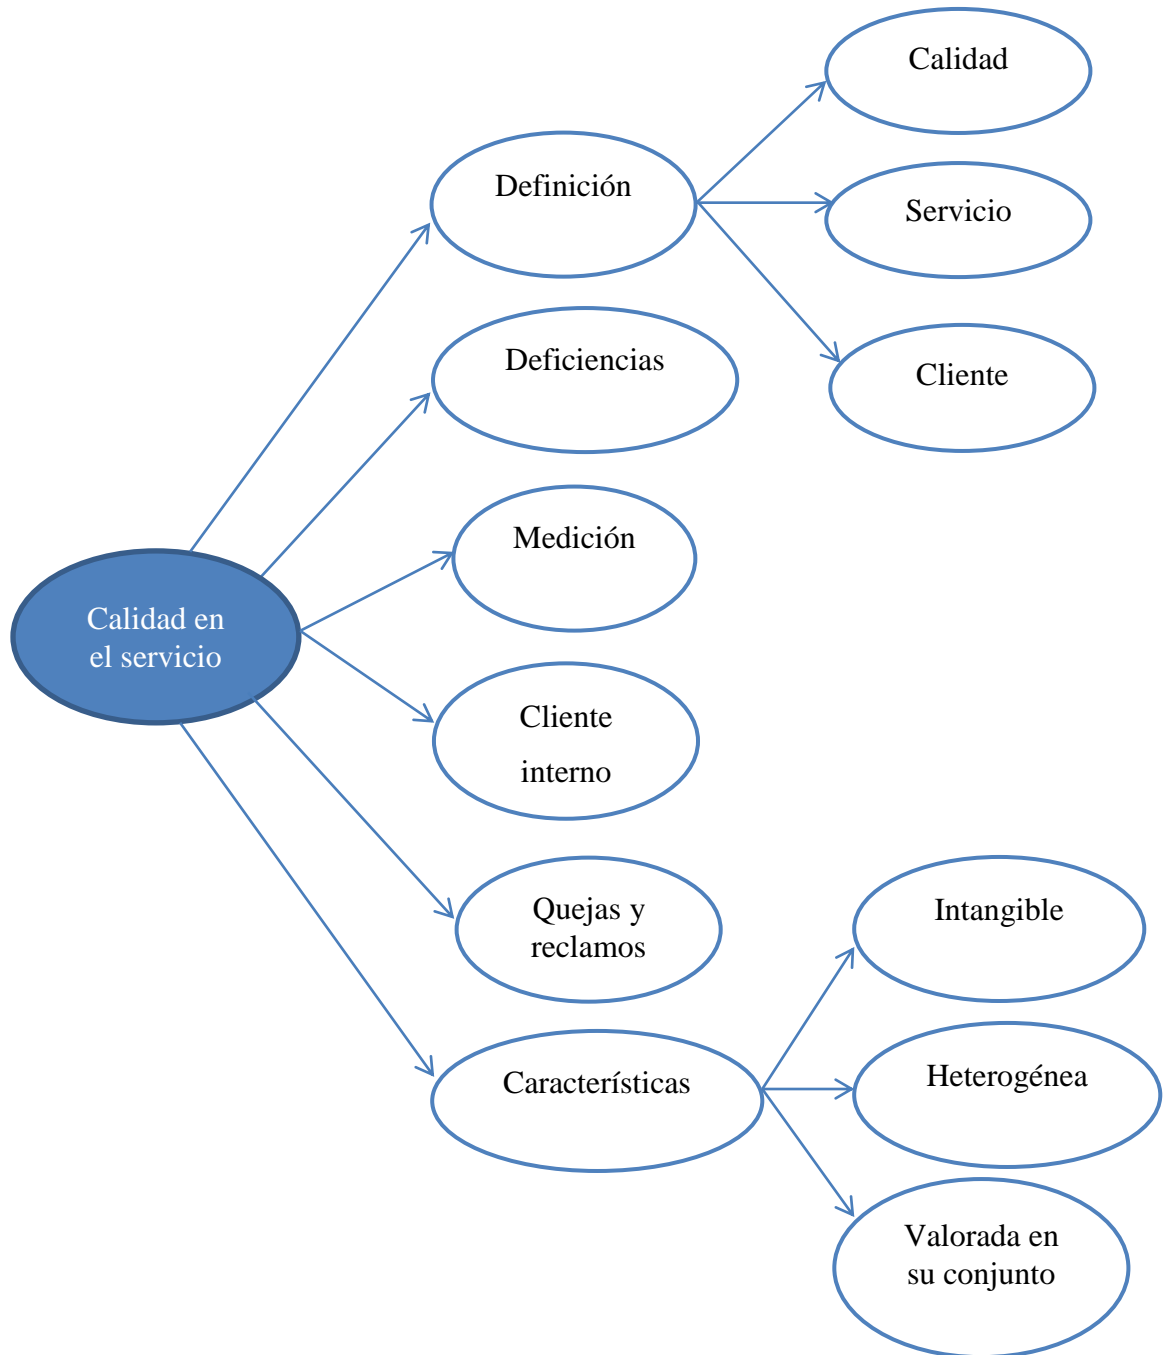 Calidad
Definición
Servicio
Deficiencias
Cliente
Medición
Calidad en
el servicio
Cliente
interno
Quejas y
reclamos
Intangible
Características
Heterogénea
Valorada en
su conjunto